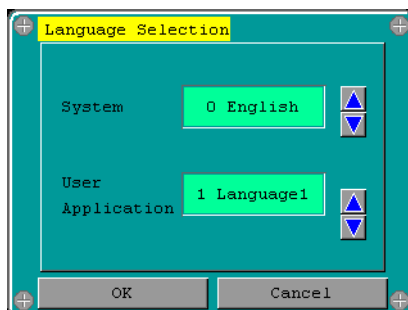 Language Selection
System
0 English
User
Application
1 Language1
OK
Cancel